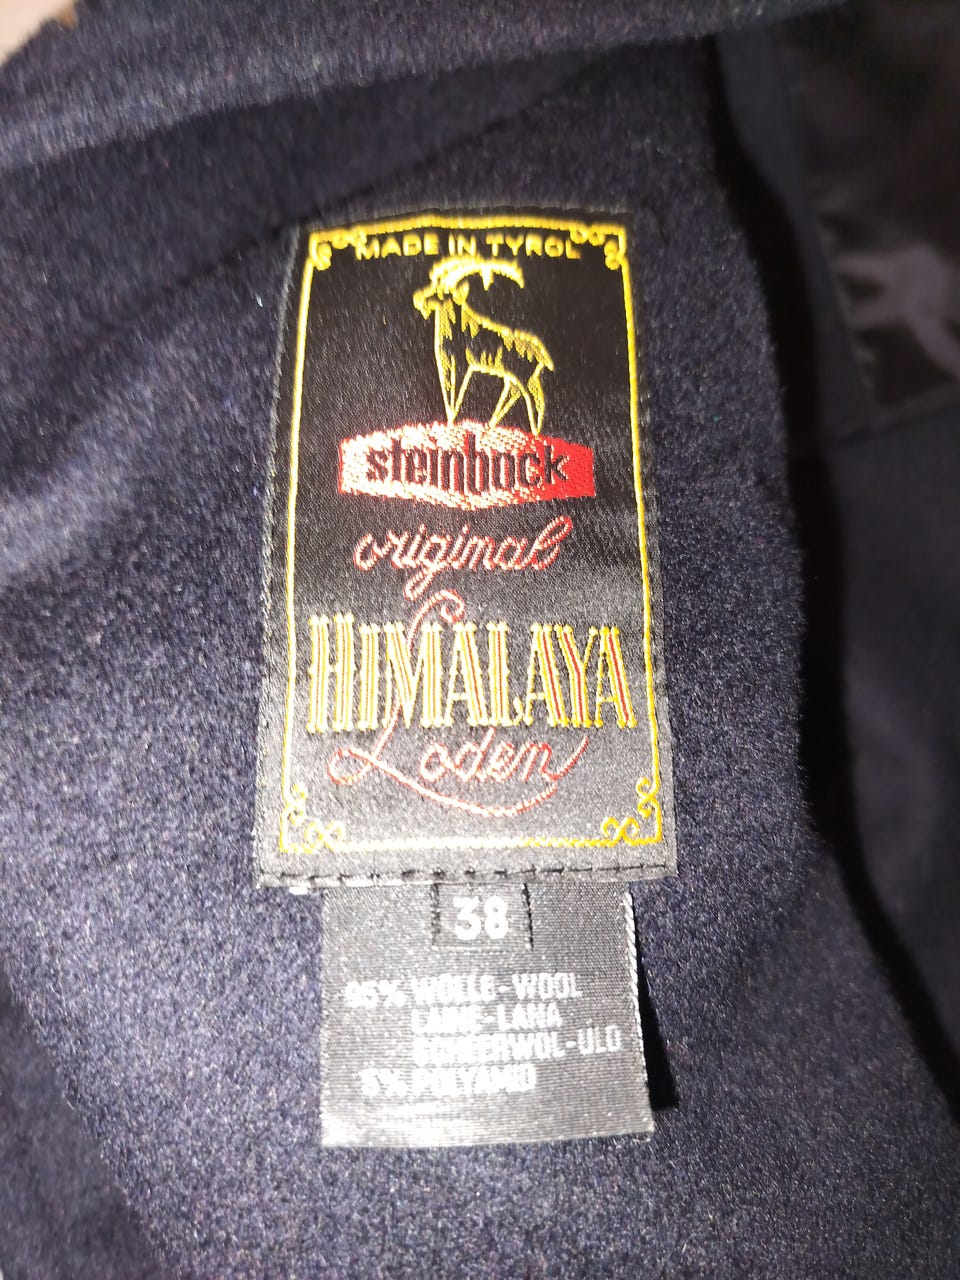 MADE IN TYROL
steinbock
original
HIMALAYA
Loden
38
95% WOLLE-WOOL
LAINE-LANA
SCHEERWOL-ULD
5% POLYAMID